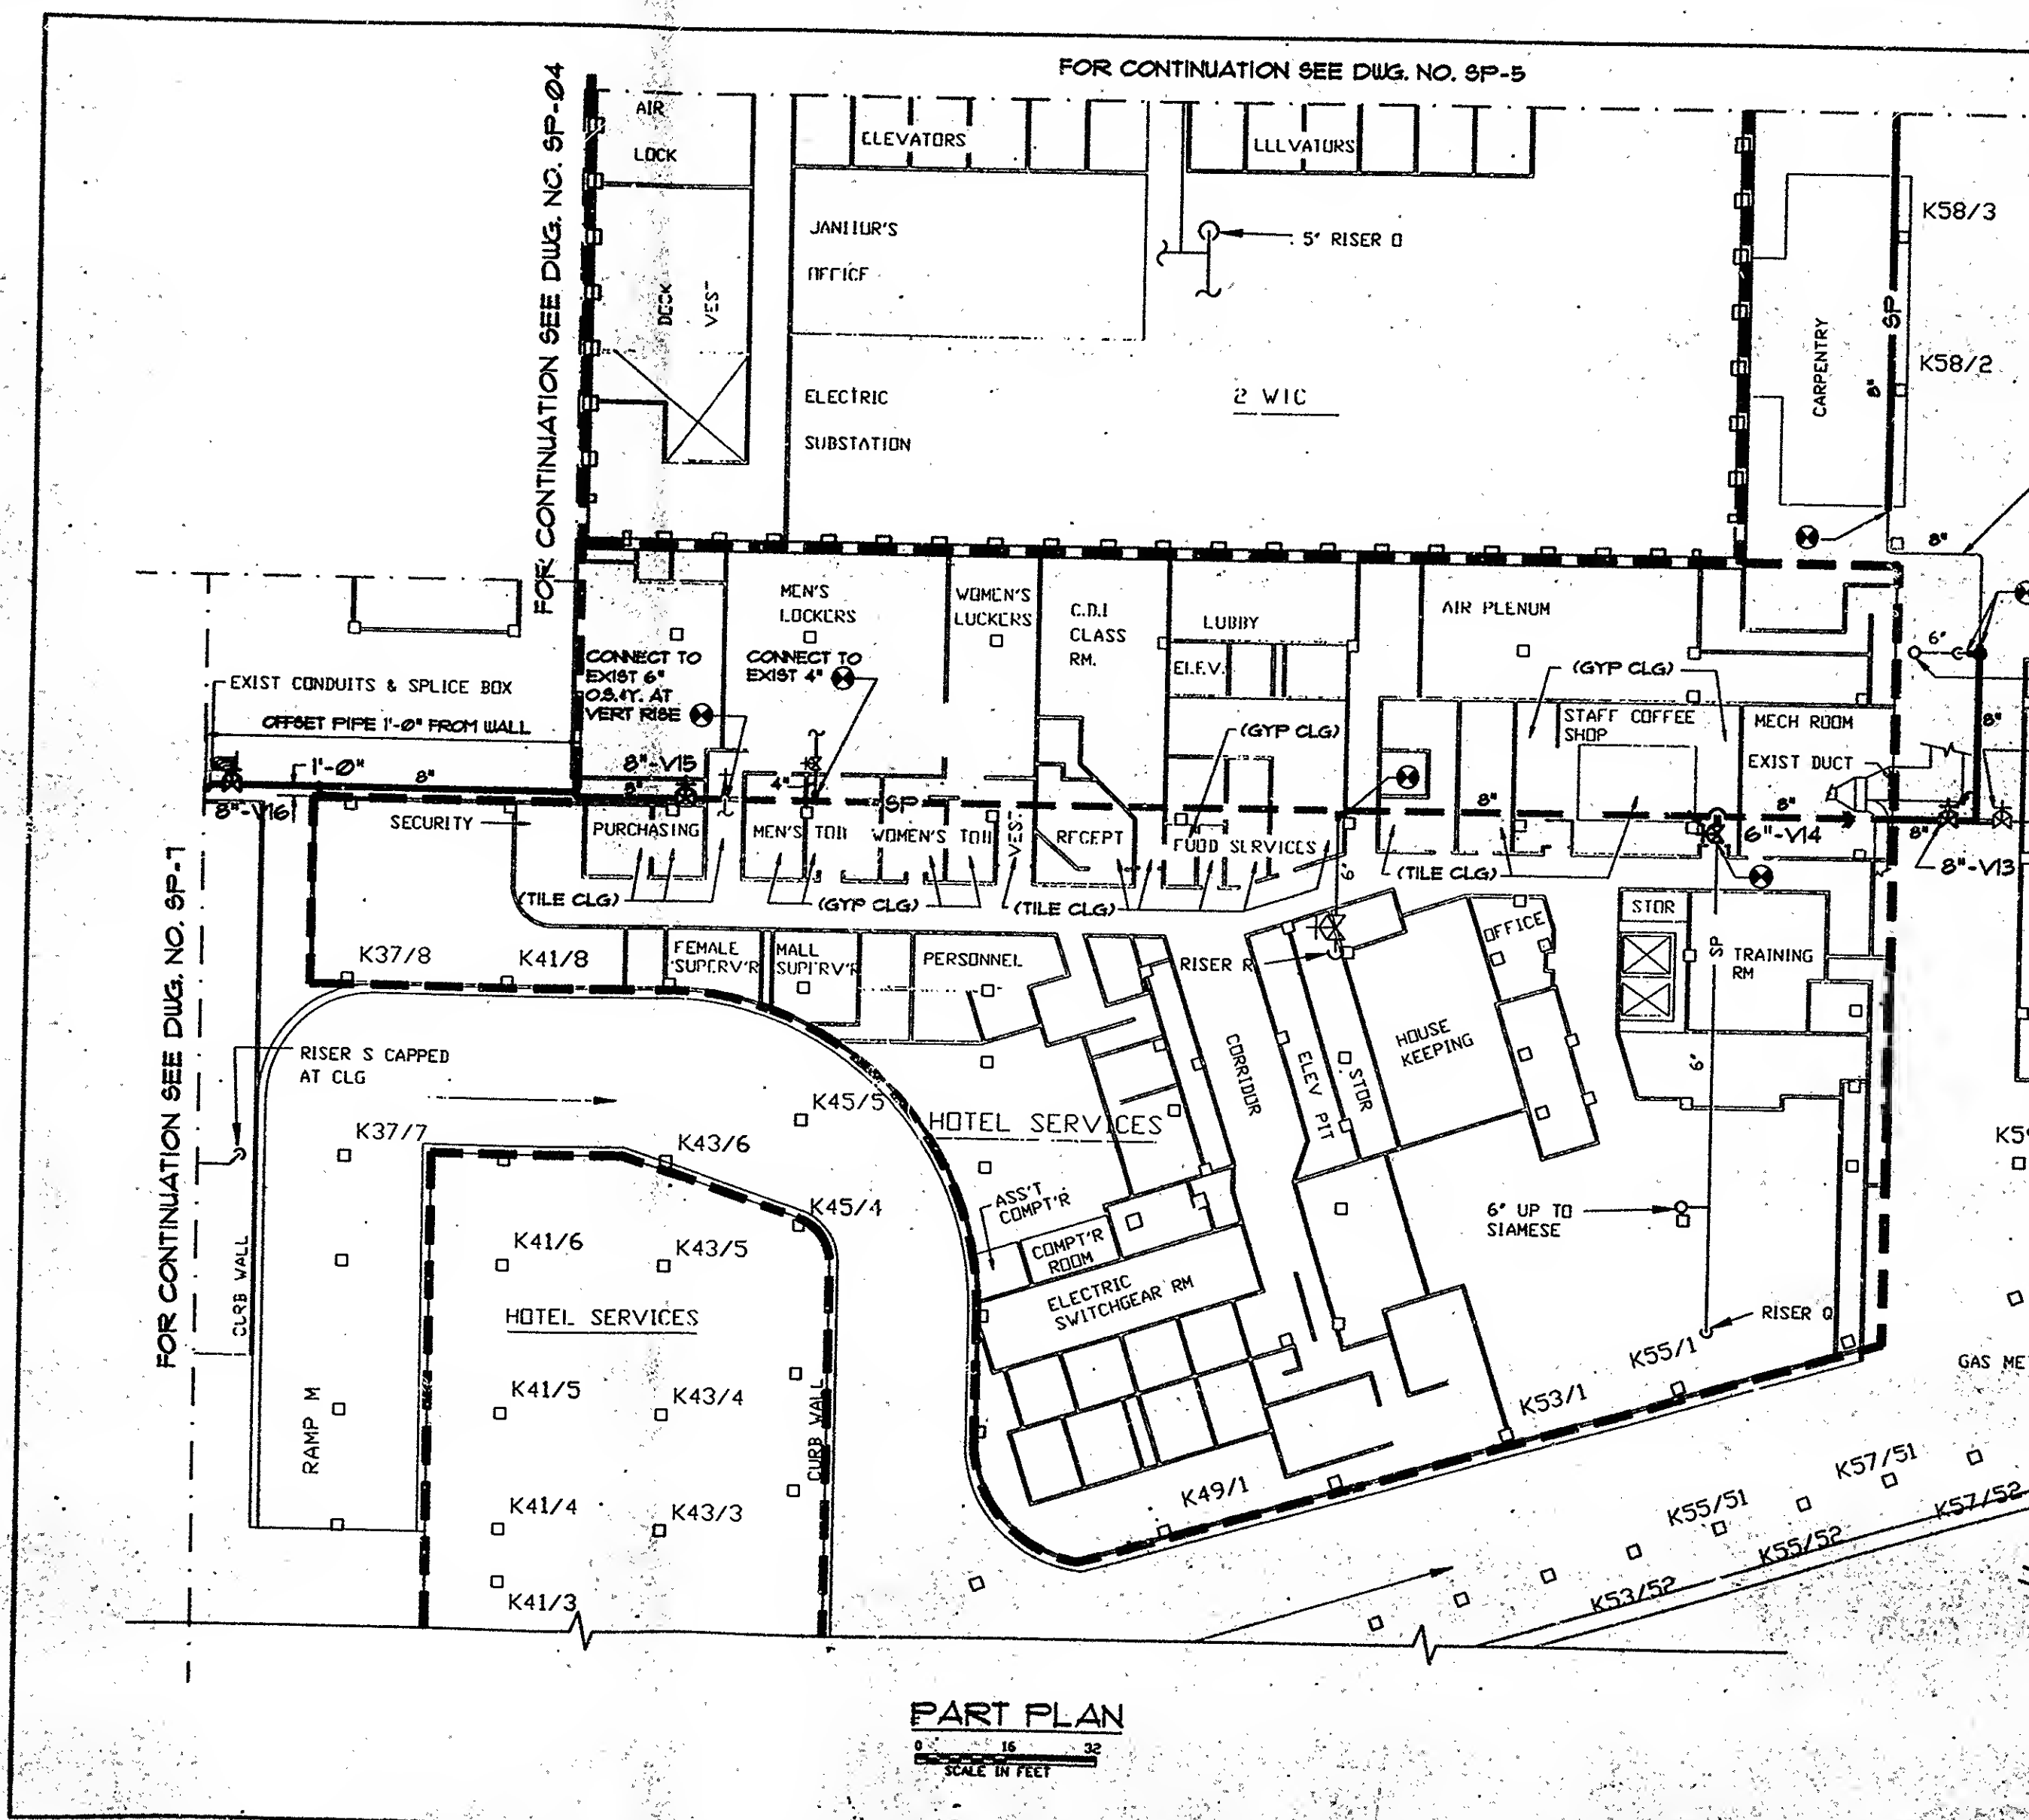 FOR CONTINUATION SEE DWG. NO. SP-5
FOR CONTINUATION SEE DWG. NO. SP-04
AIR
LOCK
ELEVATORS
JANITOR'S
OFFICE
5" RISER O
DECK
VEST
ELECTRIC
SUBSTATION
2 WTC
CARPENTRY
SP
8"
K58/3
K58/2
8"
MEN'S
LOCKERS
WOMEN'S
LOCKERS
C.D.I
CLASS
RM.
LOBBY
ELEV.
AIR PLENUM
(GYP CLG)
6"
CONNECT TO
EXIST 6"
O.S.&Y. AT
VERT RISE
CONNECT TO
EXIST 4"
EXIST CONDUITS & SPLICE BOX
OFFSET PIPE 1'-0" FROM WALL
(GYP CLG)
STAFF COFFEE
SHOP
MECH ROOM
EXIST DUCT
8"
1'-0"
8"
8"-V15
8"
4"
SP
8"
8"
8"-V16
SECURITY
PURCHASING
MEN'S TOIL
WOMEN'S TOIL
VEST.
RECEPT
FOOD SERVICES
6"-V14
8"
8"-V13
6"
(TILE CLG)
(GYP CLG)
(TILE CLG)
(TILE CLG)
FOR CONTINUATION SEE DWG. NO. SP-7
K37/8
K41/8
FEMALE
SUPERV'R
MALE
SUPERV'R
PERSONNEL
RISER R
OFFICE
STOR
SP
TRAINING
RM
CORRIDOR
ELEV PIT
STOR
HOUSE
KEEPING
6"
RISER S CAPPED
AT CLG
K37/7
K43/6
K45/5
HOTEL SERVICES
K45/4
ASS'T
COMPT'R
COMPT'R
ROOM
ELECTRIC
SWITCHGEAR RM
6" UP TO
SIAMESE
RISER Q
CURB WALL
K41/6
K43/5
HOTEL SERVICES
K41/5
K43/4
RAMP M
CURB WALL
K41/4
K43/3
K41/3
K49/1
K53/1
K55/1
GAS ME
K57/51
K57/52
K55/51
K55/52
K53/52
PART PLAN
0 16 32
SCALE IN FEET